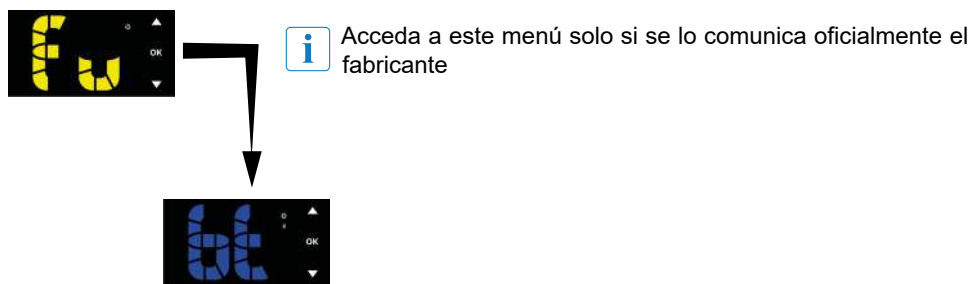 Fu
OK
i Acceda a este menú solo si se lo comunica oficialmente el
fabricante
bt
OK